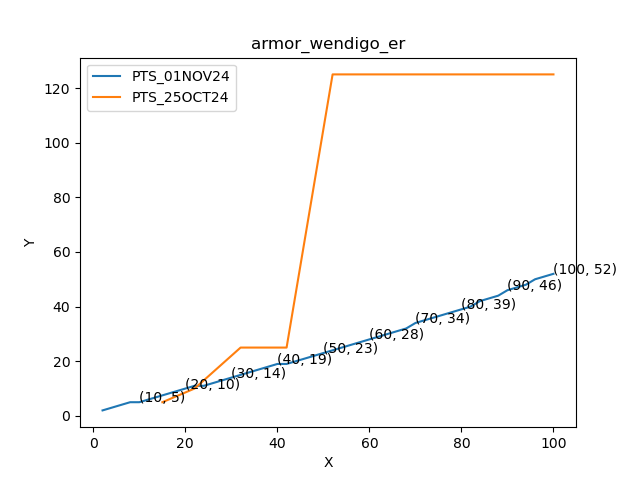 armor_wendigo_er
PTS_01NOV24
PTS_25OCT24
120
100
80
60
40
20
0
Y
(100, 52)
(90, 46)
(80, 39)
(70, 34)
(60, 28)
(50, 23)
(40, 19)
(30, 14)
(20, 10)
(10, 5)
0 20 40 60 80 100
X